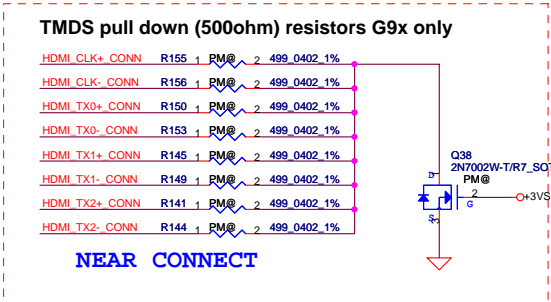 TMDS pull down (500ohm) resistors G9x only
HDMI_CLK+_CONN R155 1 PM@ 2 499_0402_1%
HDMI_CLK-_CONN R156 1 PM@ 2 499_0402_1%
HDMI_TX0+_CONN R150 1 PM@ 2 499_0402_1%
HDMI_TX0-_CONN R153 1 PM@ 2 499_0402_1%
HDMI_TX1+_CONN R145 1 PM@ 2 499_0402_1%
HDMI_TX1-_CONN R149 1 PM@ 2 499_0402_1%
HDMI_TX2+_CONN R141 1 PM@ 2 499_0402_1%
HDMI_TX2-_CONN R144 1 PM@ 2 499_0402_1%
Q38
2N7002W-T/R7_SOT
PM@
D
2
G
+3VS
S
3
NEAR CONNECT